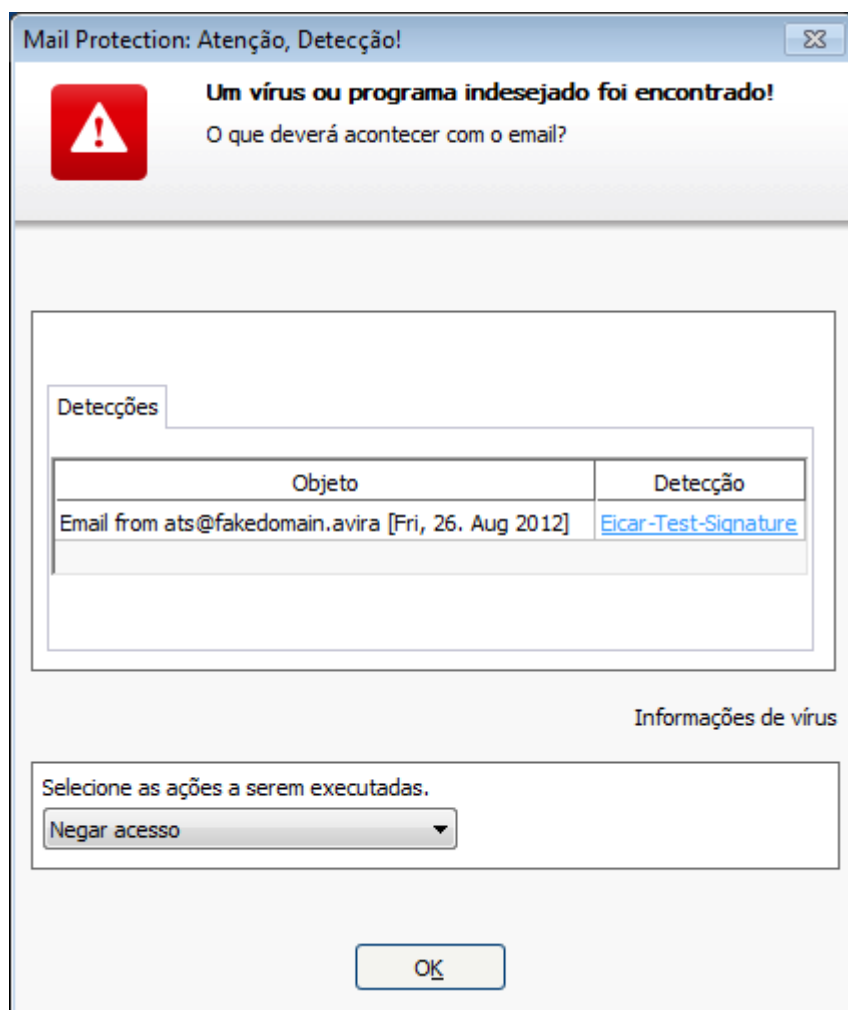 Mail Protection: Atenção, Detecção!
Um vírus ou programa indesejado foi encontrado!
O que deverá acontecer com o email?
Detecções
Objeto Detecção
Email from ats@fakedomain.avira [Fri, 26. Aug 2012] Eicar-Test-Signature
Informações de vírus
Selecione as ações a serem executadas.
Negar acesso
OK